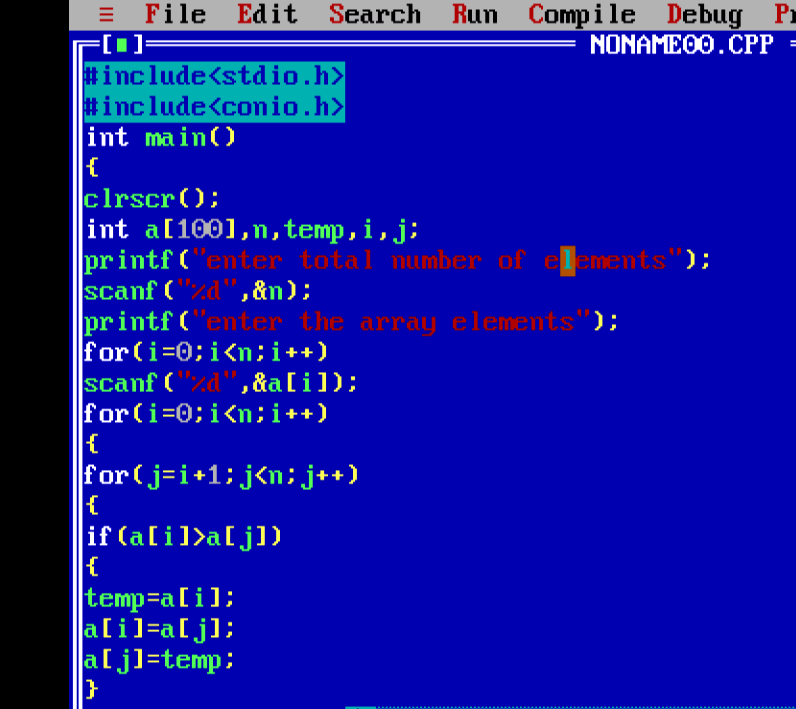 ≡ File Edit Search Run Compile Debug
[■] NONAME00.CPP
#include<stdio.h>
#include<conio.h>
int main()
{
clrscr();
int a[100],n,temp,i,j;
printf("enter total number of elements");
scanf("%d",&n);
printf("enter the array elements");
for(i=0;i<n;i++)
scanf("%d",&a[i]);
for(i=0;i<n;i++)
{
for(j=i+1;j<n;j++)
{
if(a[i]>a[j])
{
temp=a[i];
a[i]=a[j];
a[j]=temp;
}